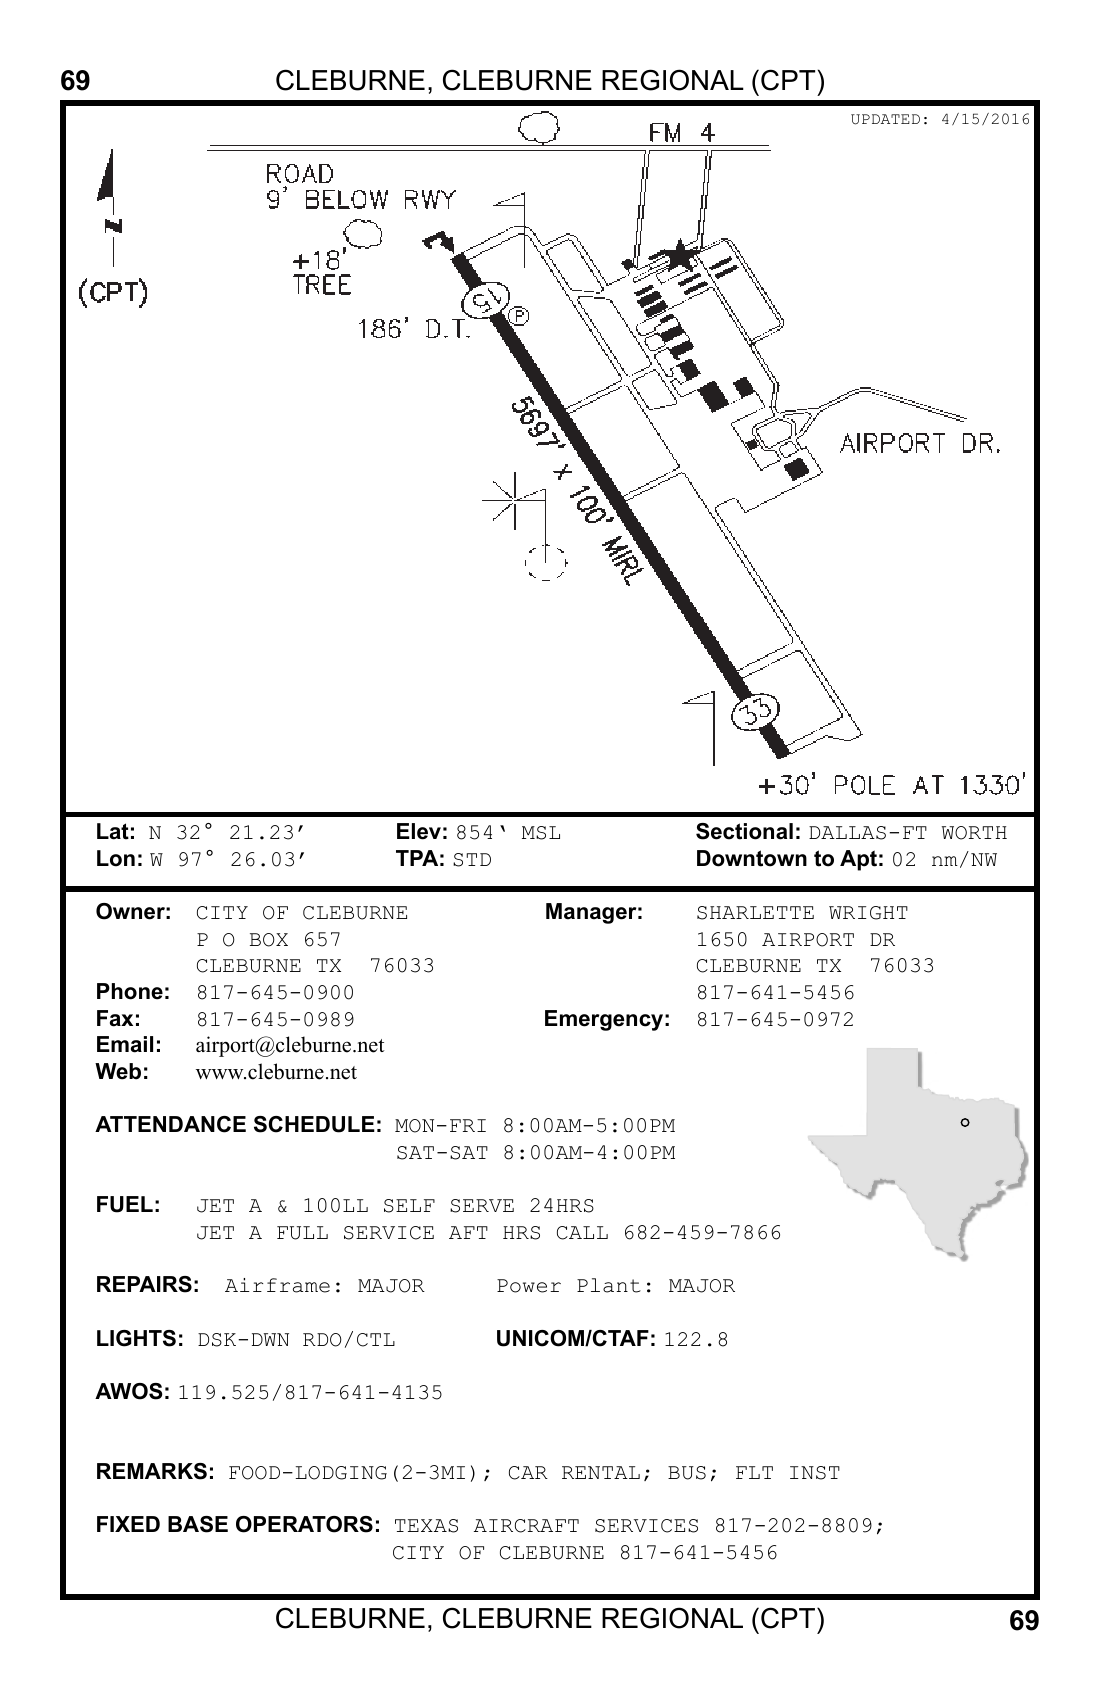 69 CLEBURNE, CLEBURNE REGIONAL (CPT)
UPDATED: 4/15/2016
FM 4
ROAD
9' BELOW RWY
N
+18'
TREE
(CPT)
15
P
186' D.T.
5697' X 100' MIRL
AIRPORT DR.
33
+30' POLE AT 1330'
Lat: N 32° 21.23’ Elev: 854‘ MSL Sectional: DALLAS-FT WORTH
Lon: W 97° 26.03’ TPA: STD Downtown to Apt: 02 nm/NW
Owner: CITY OF CLEBURNE Manager: SHARLETTE WRIGHT
P O BOX 657 1650 AIRPORT DR
CLEBURNE TX 76033 CLEBURNE TX 76033
Phone: 817-645-0900 817-641-5456
Fax: 817-645-0989 Emergency: 817-645-0972
Email: airport@cleburne.net
Web: www.cleburne.net
ATTENDANCE SCHEDULE: MON-FRI 8:00AM-5:00PM
SAT-SAT 8:00AM-4:00PM
FUEL: JET A & 100LL SELF SERVE 24HRS
JET A FULL SERVICE AFT HRS CALL 682-459-7866
REPAIRS: Airframe: MAJOR Power Plant: MAJOR
LIGHTS: DSK-DWN RDO/CTL UNICOM/CTAF: 122.8
AWOS: 119.525/817-641-4135
REMARKS: FOOD-LODGING(2-3MI); CAR RENTAL; BUS; FLT INST
FIXED BASE OPERATORS: TEXAS AIRCRAFT SERVICES 817-202-8809;
CITY OF CLEBURNE 817-641-5456
CLEBURNE, CLEBURNE REGIONAL (CPT) 69